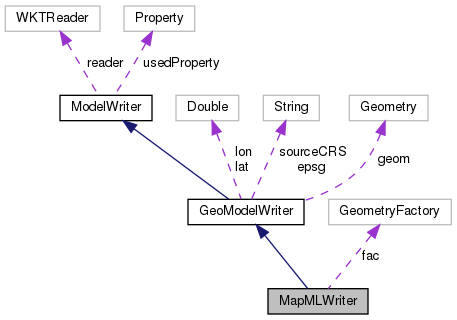 WKTReader
Property
reader
usedProperty
ModelWriter
Double
String
Geometry
lon
lat
sourceCRS
epsg
geom
GeoModelWriter
GeometryFactory
fac
MapMLWriter